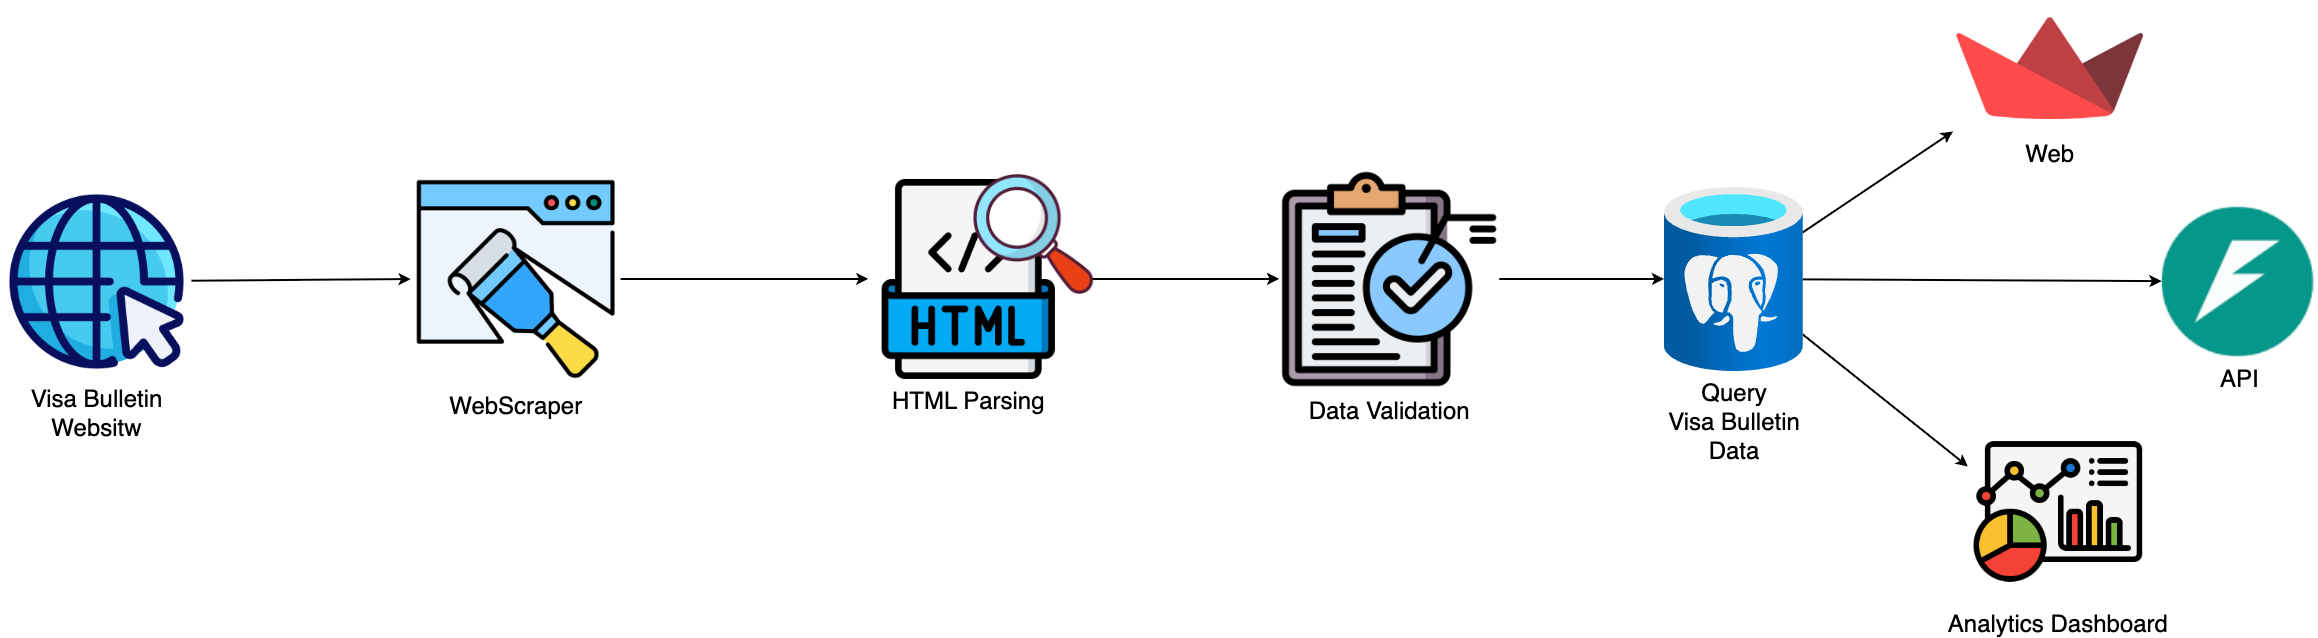 Visa Bulletin
Websitw
WebScraper
</>
HTML
HTML Parsing
Data Validation
Query
Visa Bulletin
Data
Web
API
Analytics Dashboard